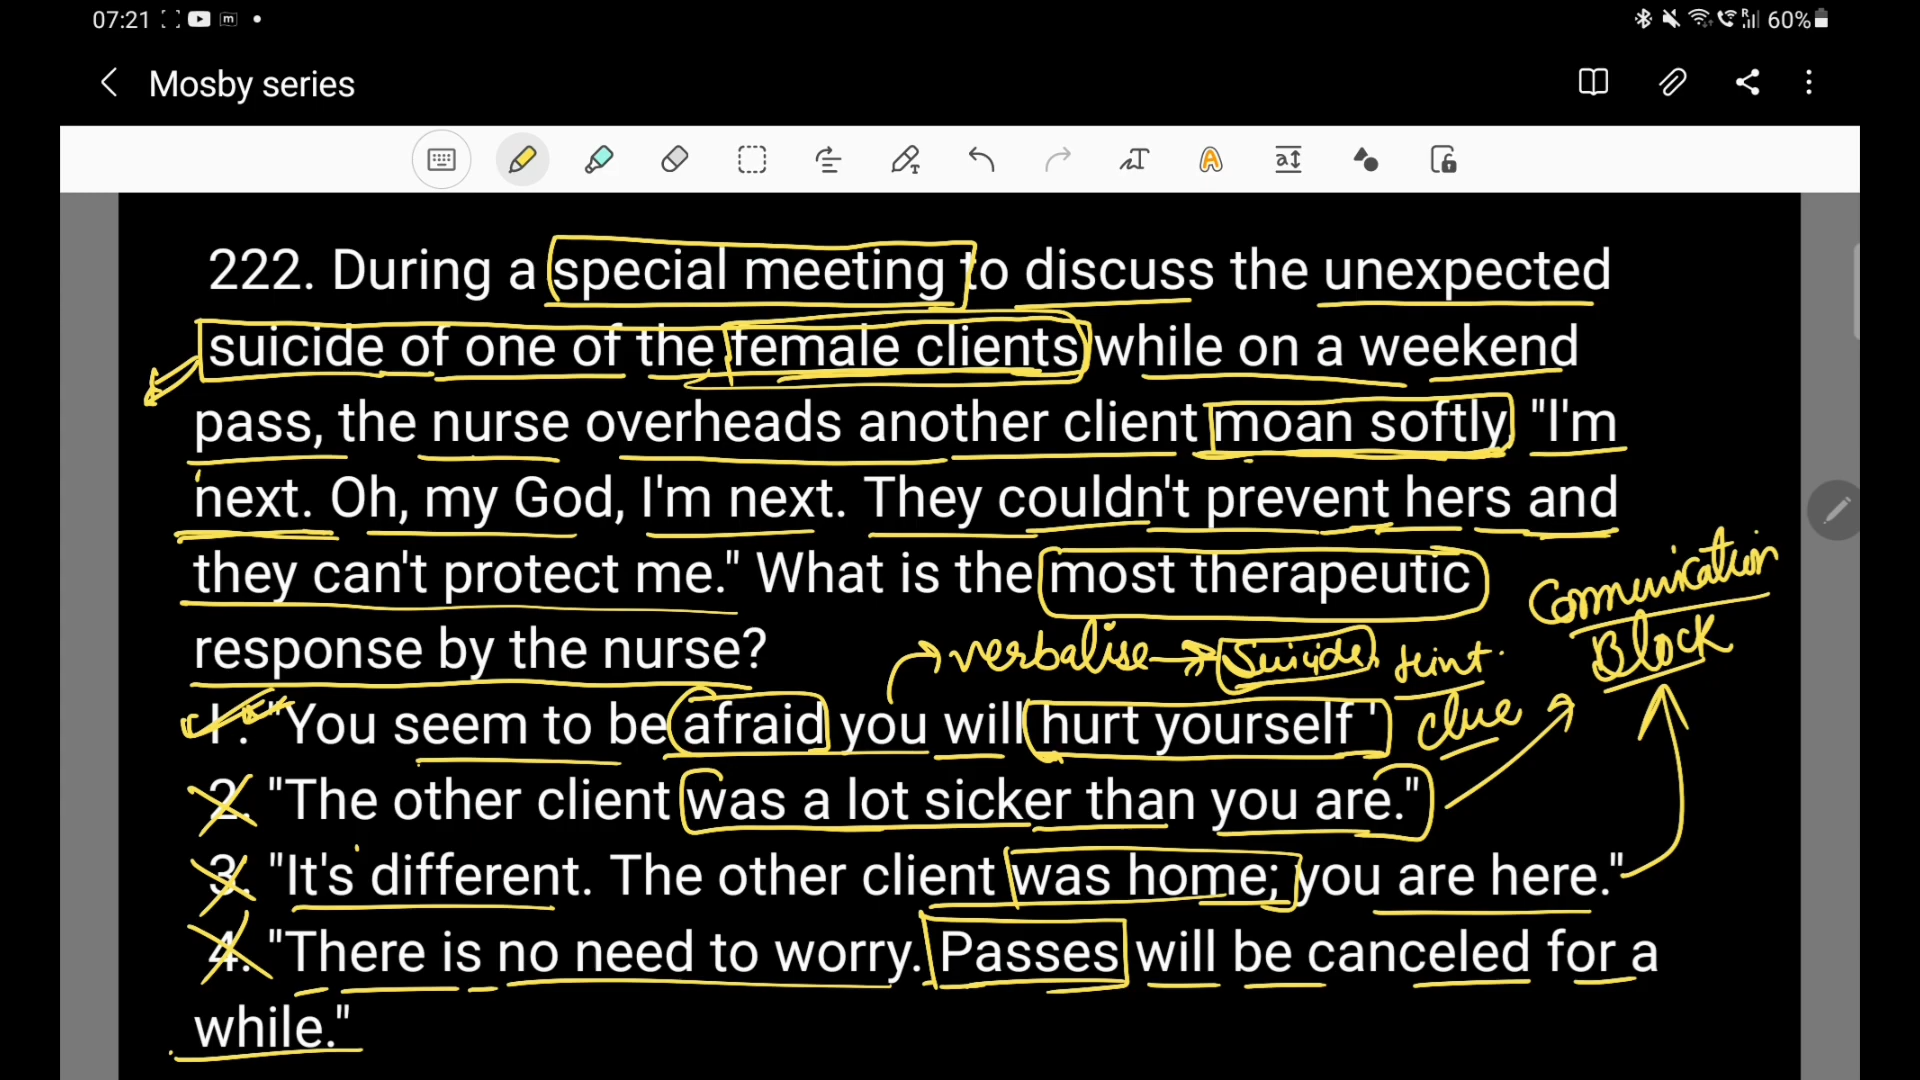 07:21
60%
Mosby series
222. During a special meeting to discuss the unexpected
suicide of one of the female clients while on a weekend
pass, the nurse overheads another client moan softly "I'm
next. Oh, my God, I'm next. They couldn't prevent hers and
they can't protect me." What is the most therapeutic
response by the nurse?
Communication
Block
verbalise → Suicide
clue
1. "You seem to be afraid you will hurt yourself '
2. "The other client was a lot sicker than you are."
3. "It's different. The other client was home; you are here."
4. "There is no need to worry. Passes will be canceled for a
while."